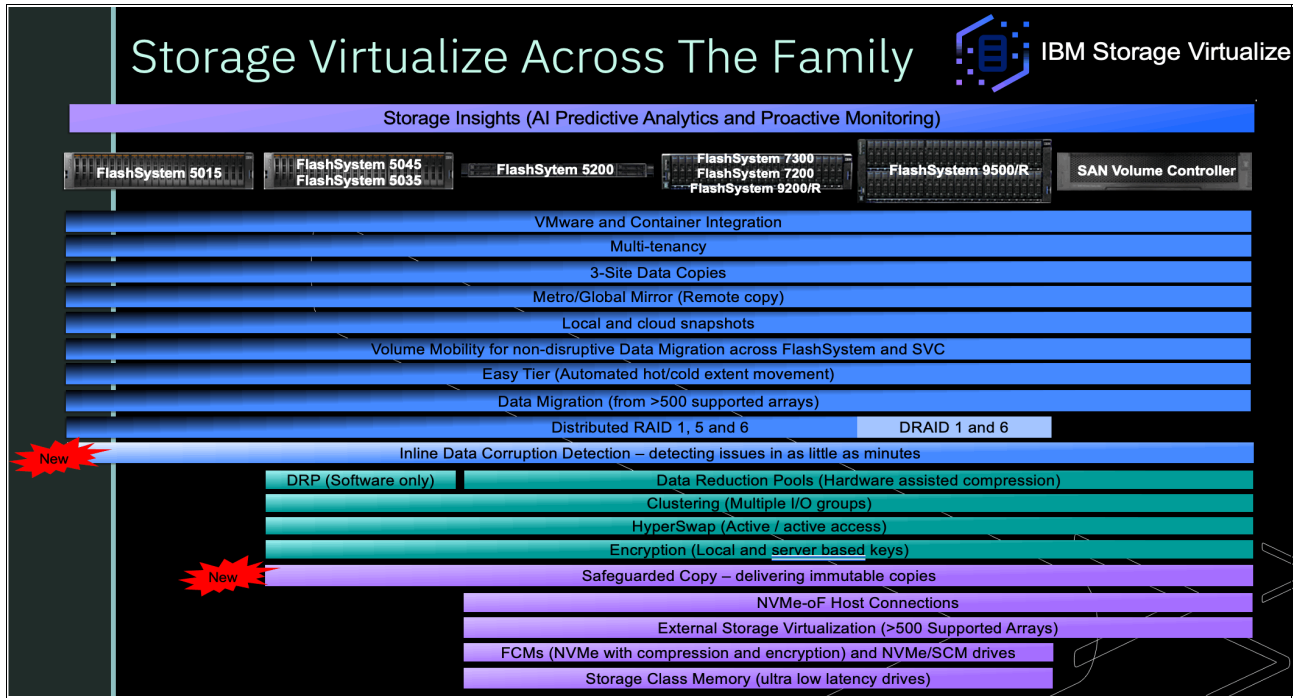 Storage Virtualize Across The Family
IBM Storage Virtualize
Storage Insights (AI Predictive Analytics and Proactive Monitoring)
FlashSystem 5015
FlashSystem 5045
FlashSystem 5035
FlashSytem 5200
FlashSystem 7300
FlashSystem 7200
FlashSystem 9200/R
FlashSystem 9500/R
SAN Volume Controller
VMware and Container Integration
Multi-tenancy
3-Site Data Copies
Metro/Global Mirror (Remote copy)
Local and cloud snapshots
Volume Mobility for non-disruptive Data Migration across FlashSystem and SVC
Easy Tier (Automated hot/cold extent movement)
Data Migration (from >500 supported arrays)
Distributed RAID 1, 5 and 6
DRAID 1 and 6
New
Inline Data Corruption Detection – detecting issues in as little as minutes
DRP (Software only)
Data Reduction Pools (Hardware assisted compression)
Clustering (Multiple I/O groups)
HyperSwap (Active / active access)
Encryption (Local and server based keys)
New
Safeguarded Copy – delivering immutable copies
NVMe-oF Host Connections
External Storage Virtualization (>500 Supported Arrays)
FCMs (NVMe with compression and encryption) and NVMe/SCM drives
Storage Class Memory (ultra low latency drives)